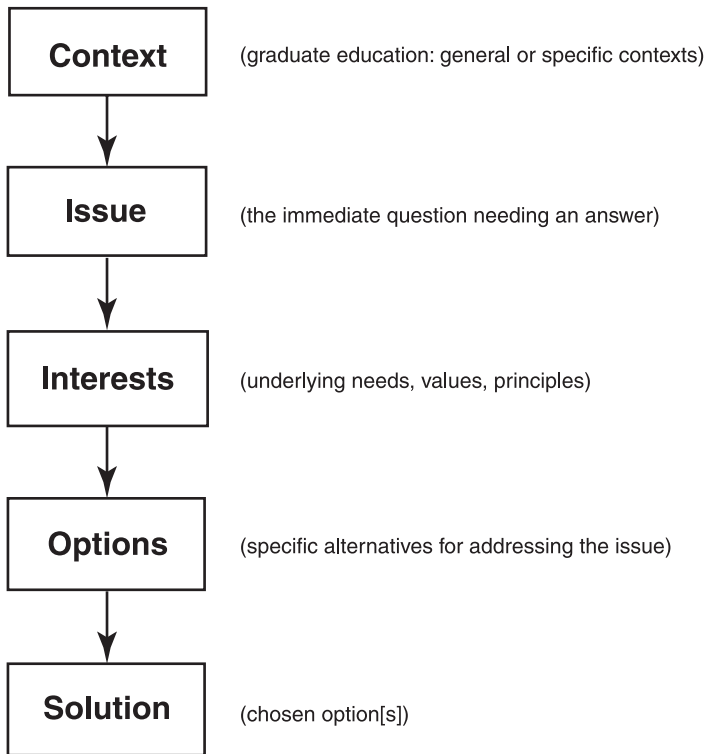 Context
(graduate education: general or specific contexts)
Issue
(the immediate question needing an answer)
Interests
(underlying needs, values, principles)
Options
(specific alternatives for addressing the issue)
Solution
(chosen option[s])